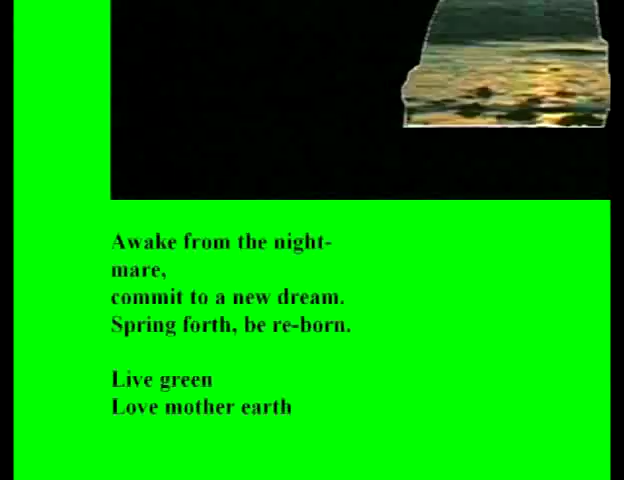 Awake from the night-
mare,
commit to a new dream.
Spring forth, be re-born.
Live green
Love mother earth